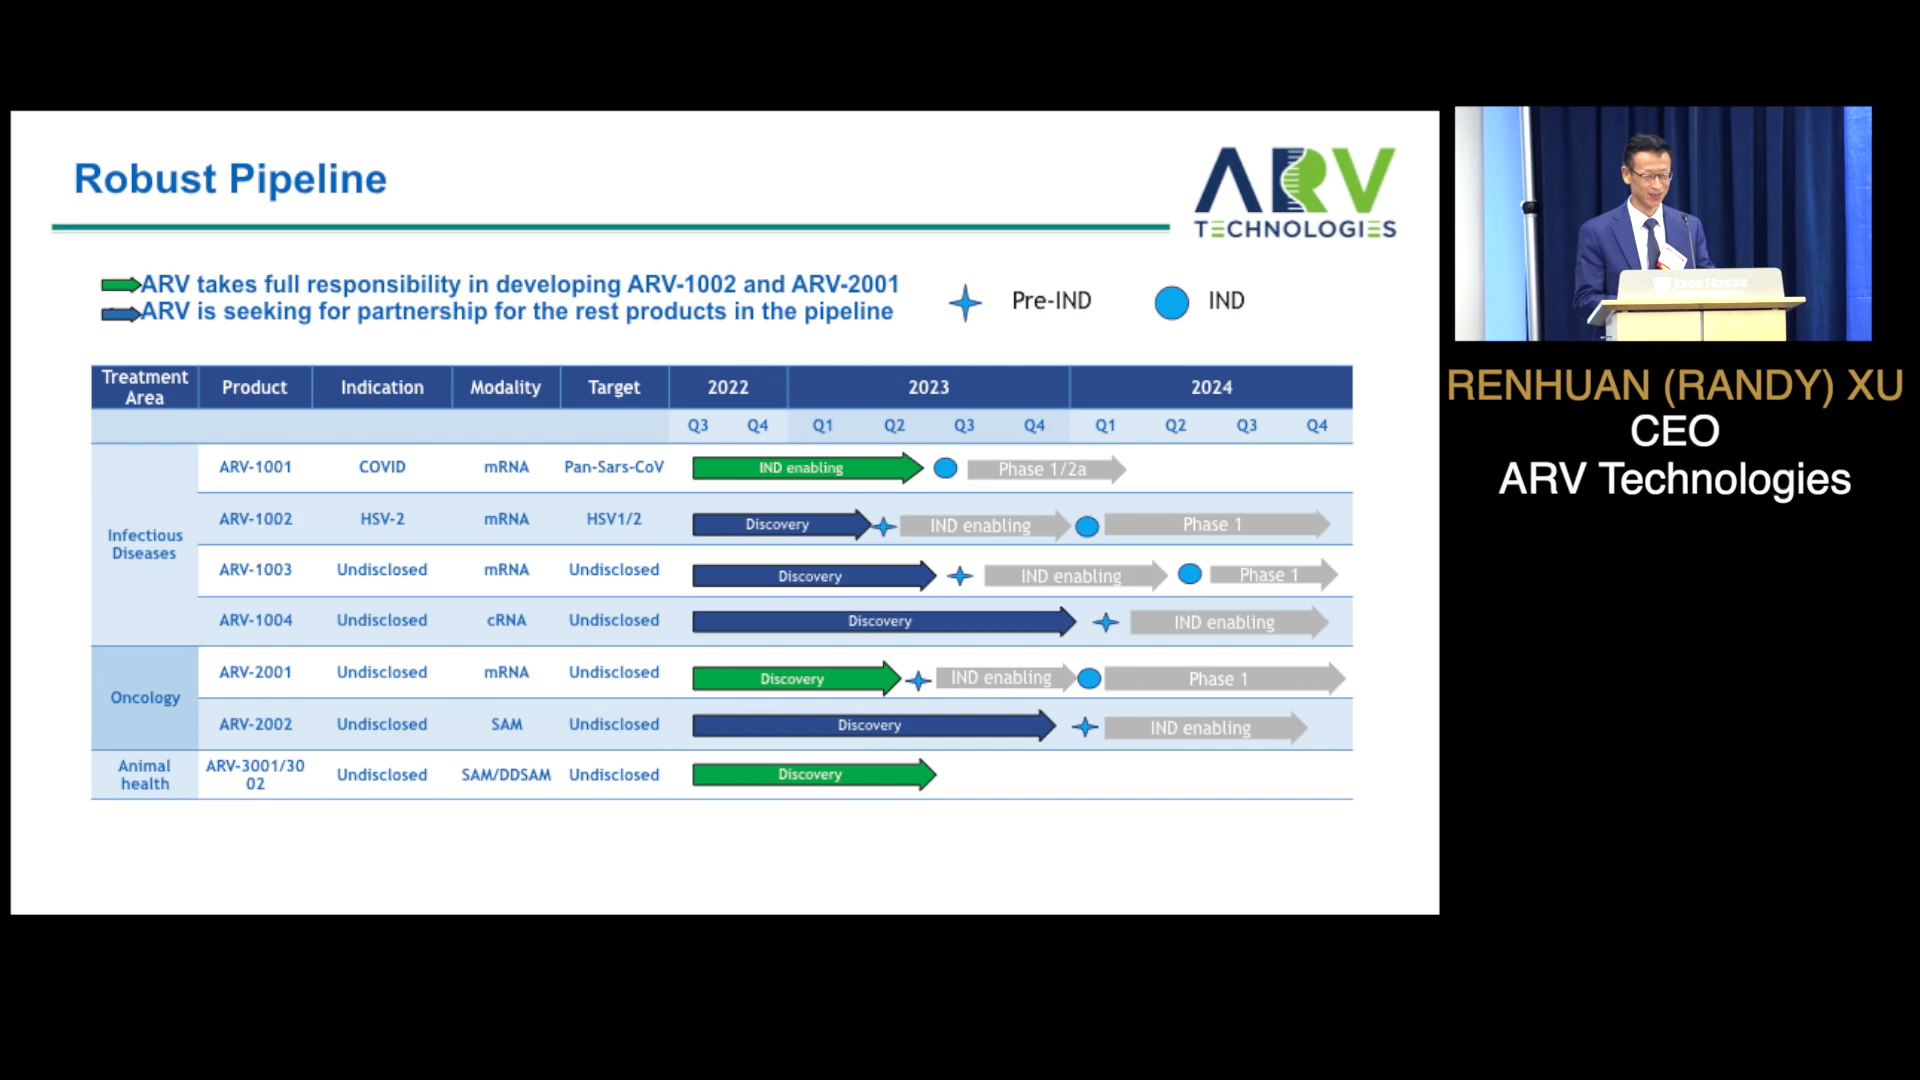 Robust Pipeline
ARV
TECHNOLOGIES
ARV takes full responsibility in developing ARV-1002 and ARV-2001
ARV is seeking for partnership for the rest products in the pipeline
Pre-IND
IND
Treatment Area Product Indication Modality Target 2022 2023 2024
Q3 Q4 Q1 Q2 Q3 Q4 Q1 Q2 Q3 Q4
Infectious Diseases
ARV-1001 COVID mRNA Pan-Sars-CoV IND enabling Phase 1/2a
ARV-1002 HSV-2 mRNA HSV1/2 Discovery IND enabling Phase 1
ARV-1003 Undisclosed mRNA Undisclosed Discovery IND enabling Phase 1
ARV-1004 Undisclosed cRNA Undisclosed Discovery IND enabling
Oncology
ARV-2001 Undisclosed mRNA Undisclosed Discovery IND enabling Phase 1
ARV-2002 Undisclosed SAM Undisclosed Discovery IND enabling
Animal health
ARV-3001/3002 Undisclosed SAM/DDSAM Undisclosed Discovery
JOHNS HOPKINS
RENHUAN (RANDY) XU
CEO
ARV Technologies